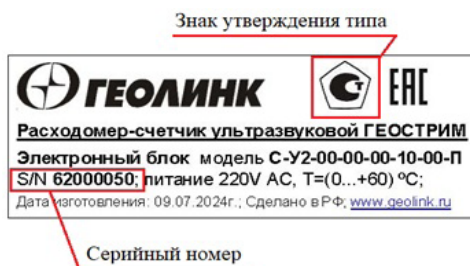 Знак утверждения типа
ГЕОЛИНК ЕАС
Расходомер-счетчик ультразвуковой ГЕОСТРИМ
Электронный блок модель С-У2-00-00-00-10-00-П
S/N 62000050; питание 220V AC, T=(0...+60) ºC;
Дата изготовления: 09.07.2024г.; Сделано в РФ; www.geolink.ru
Серийный номер